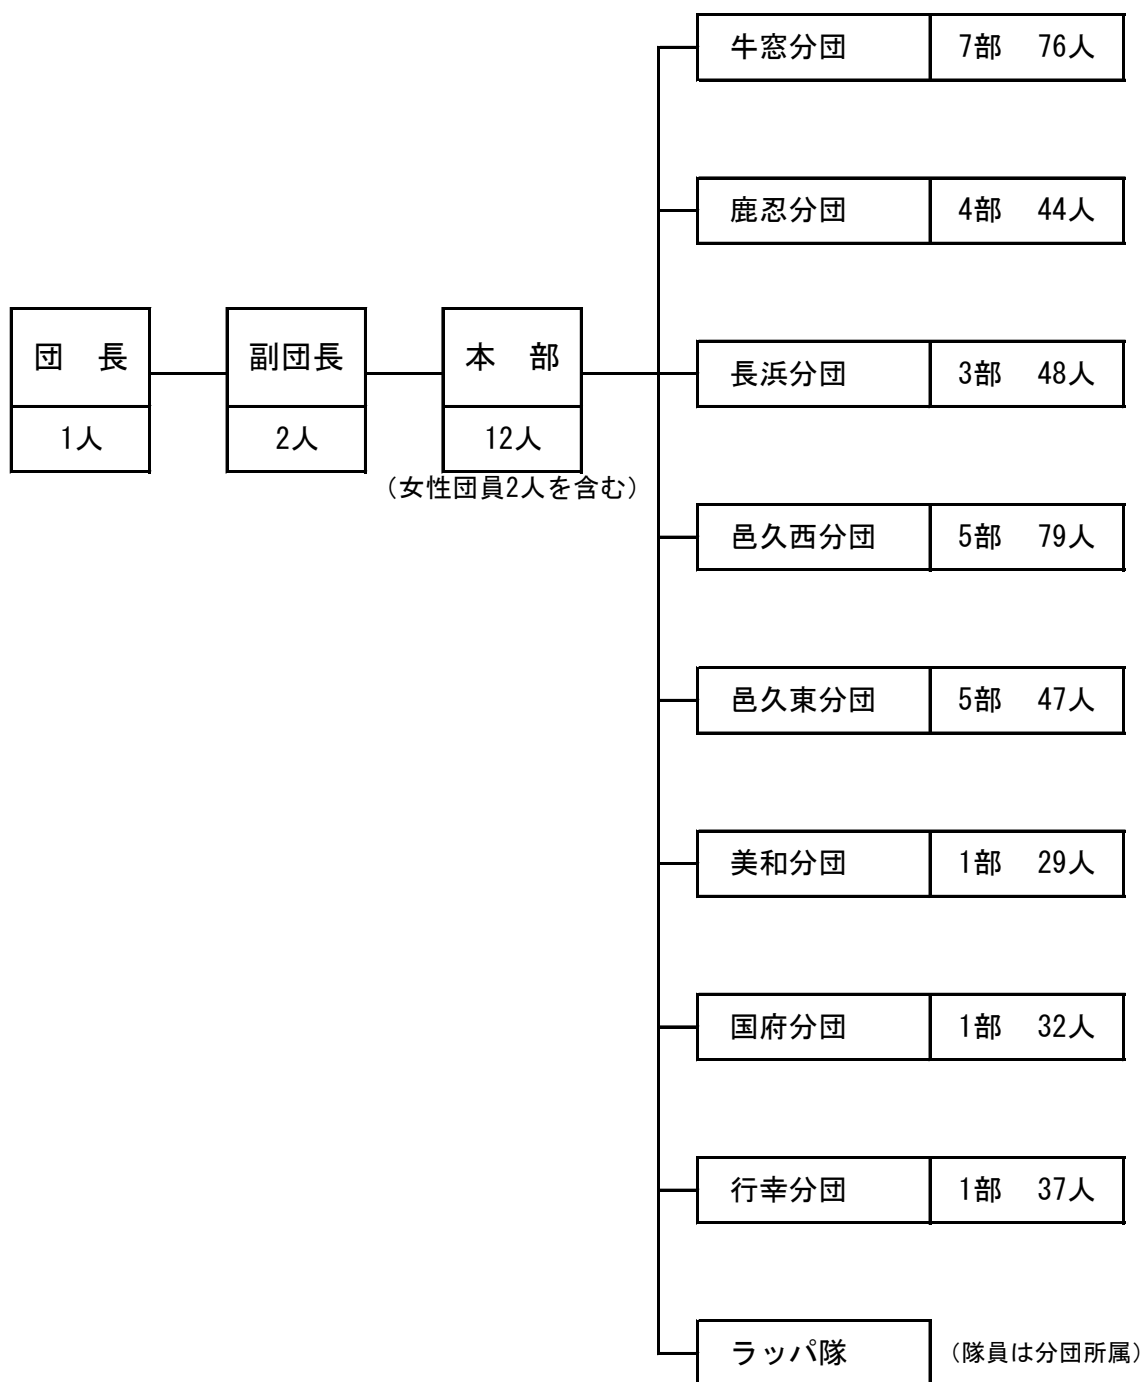 牛窓分団 7部 76人
鹿忍分団 4部 44人
団 長
1人
副団長
2人
本 部
12人
(女性団員2人を含む)
長浜分団 3部 48人
邑久西分団 5部 79人
邑久東分団 5部 47人
美和分団 1部 29人
国府分団 1部 32人
行幸分団 1部 37人
ラッパ隊 (隊員は分団所属)